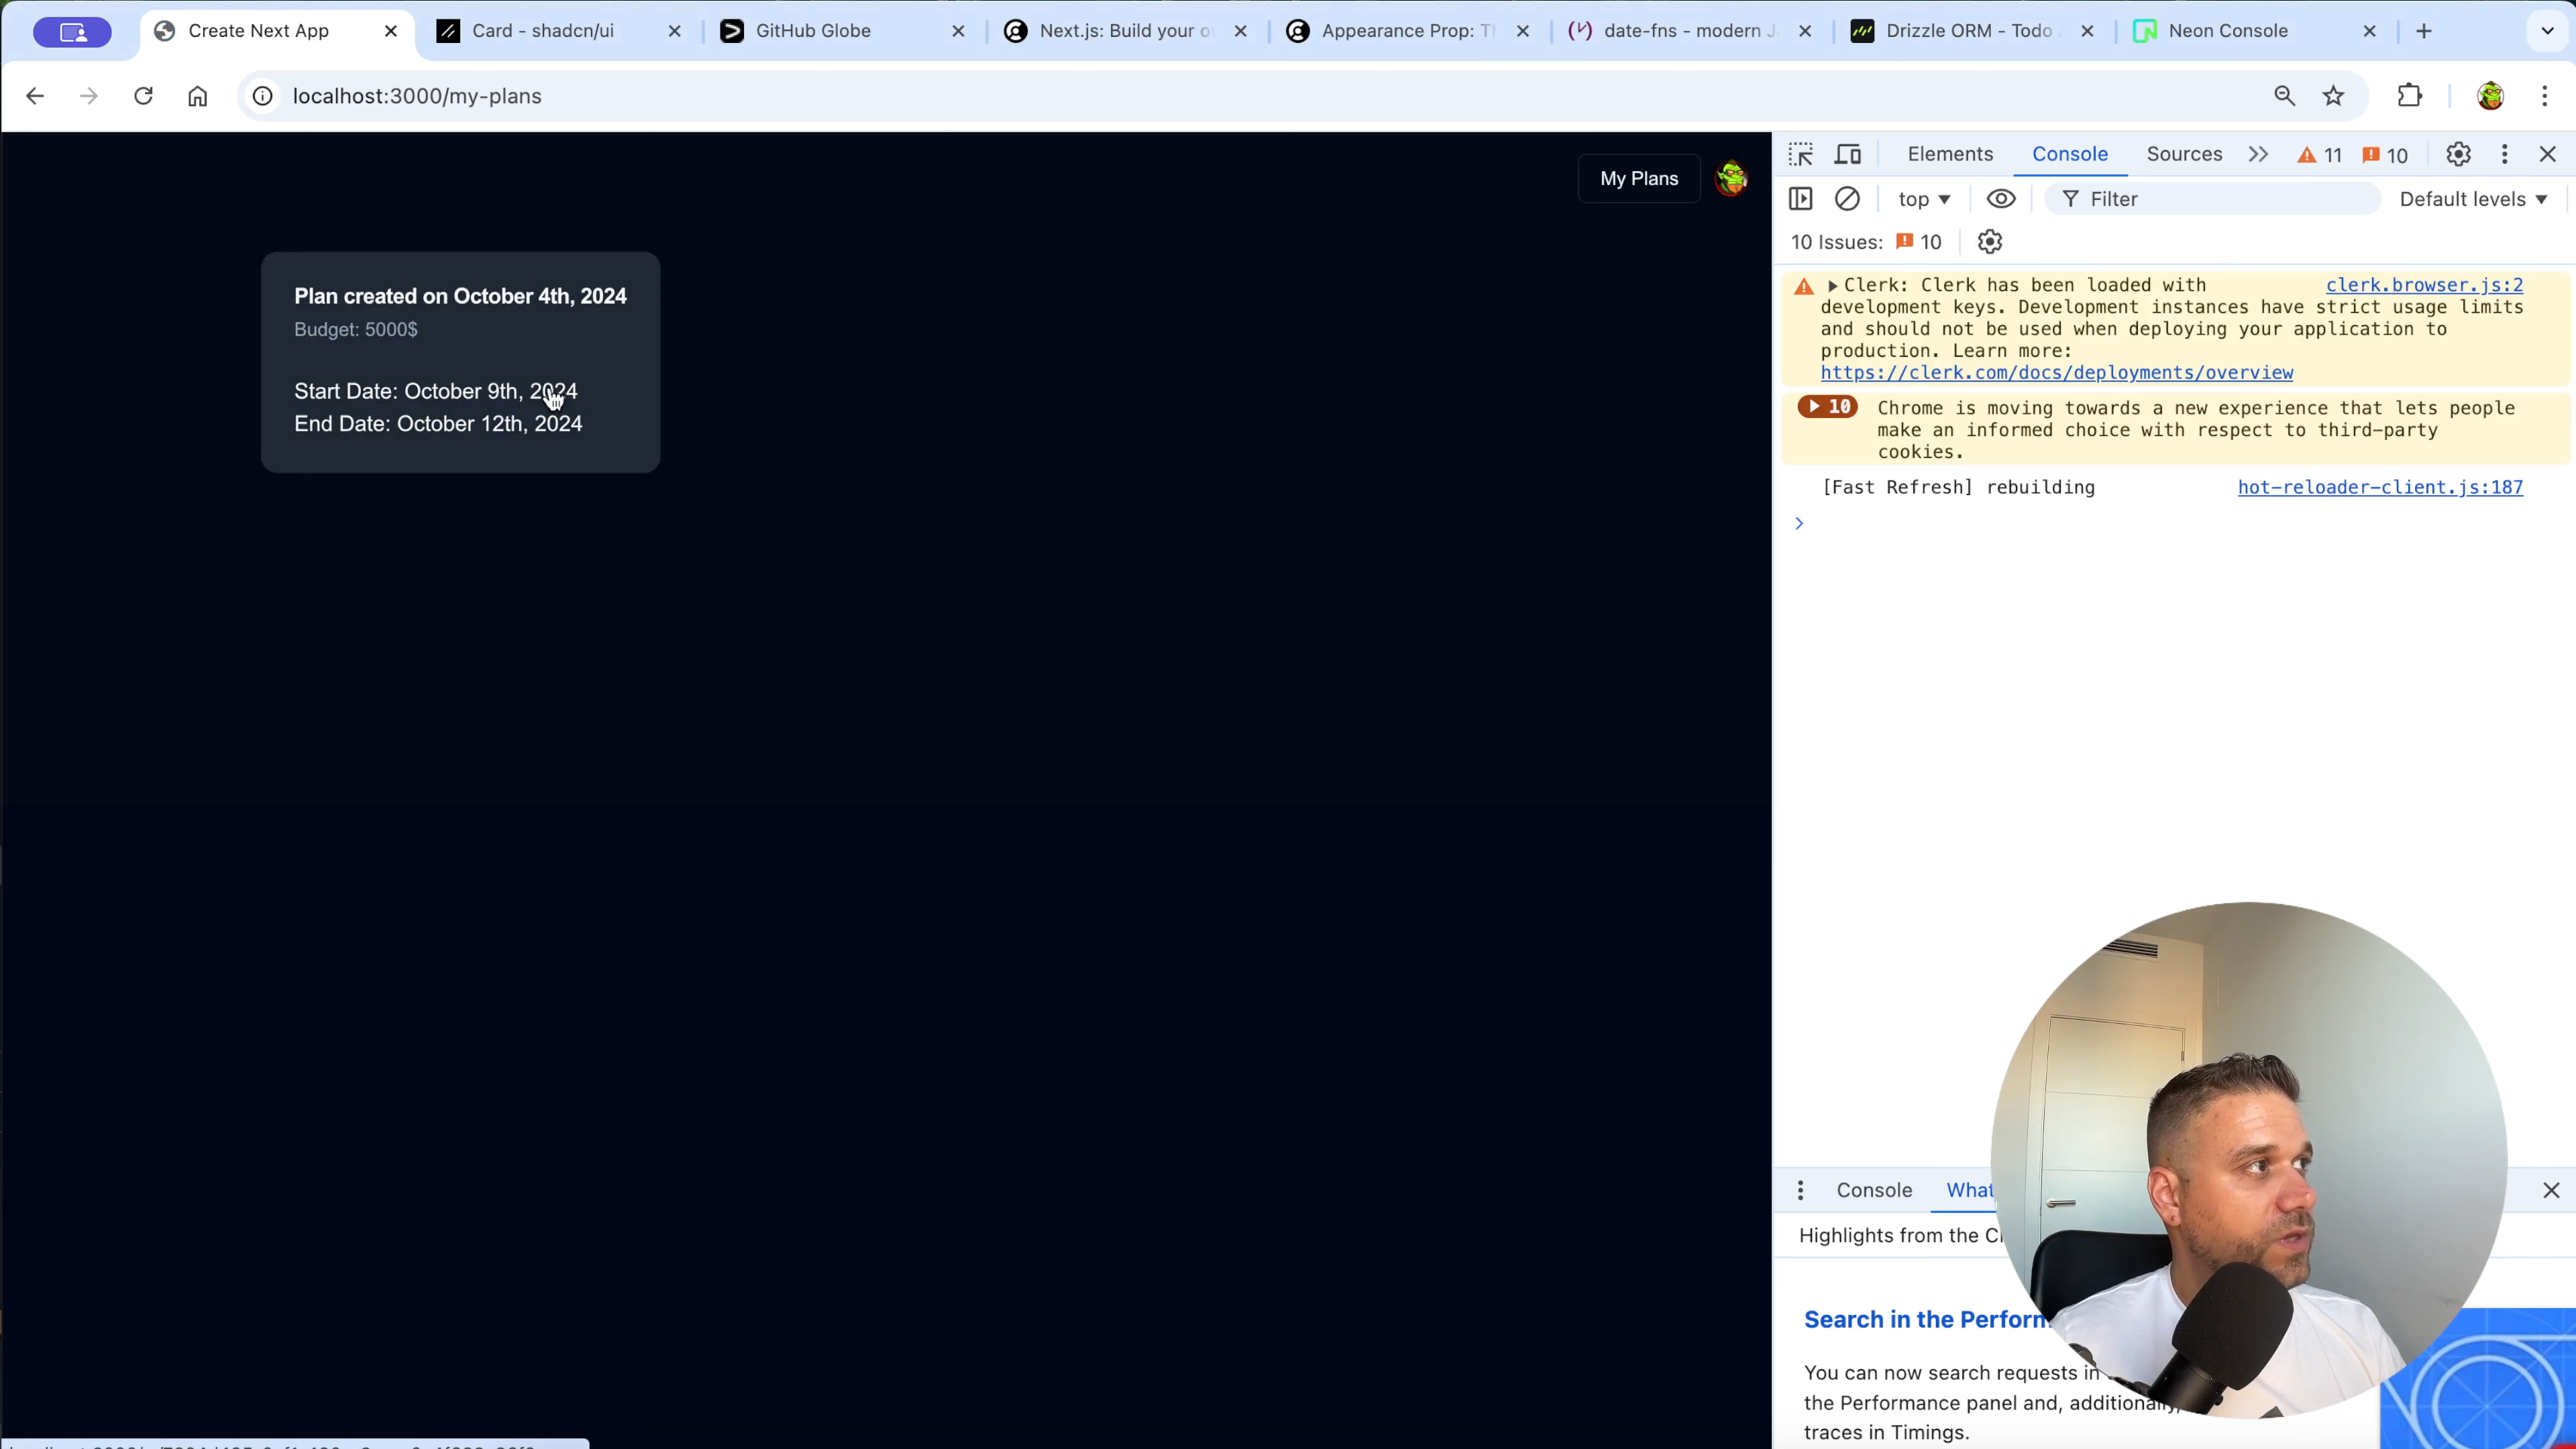 Create Next App
Card - shadcn/ui
GitHub Globe
Next.js: Build your o
Appearance Prop: T
date-fns - modern J
Drizzle ORM - Todo
Neon Console
localhost:3000/my-plans
My Plans
Plan created on October 4th, 2024
Budget: 5000$
Start Date: October 9th, 2024
End Date: October 12th, 2024
Elements
Console
Sources
11
10
top
Filter
Default levels
10 Issues:
10
Clerk: Clerk has been loaded with
clerk.browser.js:2
development keys. Development instances have strict usage limits
and should not be used when deploying your application to
production. Learn more:
https://clerk.com/docs/deployments/overview
10
Chrome is moving towards a new experience that lets people
make an informed choice with respect to third-party
cookies.
[Fast Refresh] rebuilding
hot-reloader-client.js:187
Console
What
Highlights from the C
Search in the Perform
You can now search requests in
the Performance panel and, additionally,
traces in Timings.